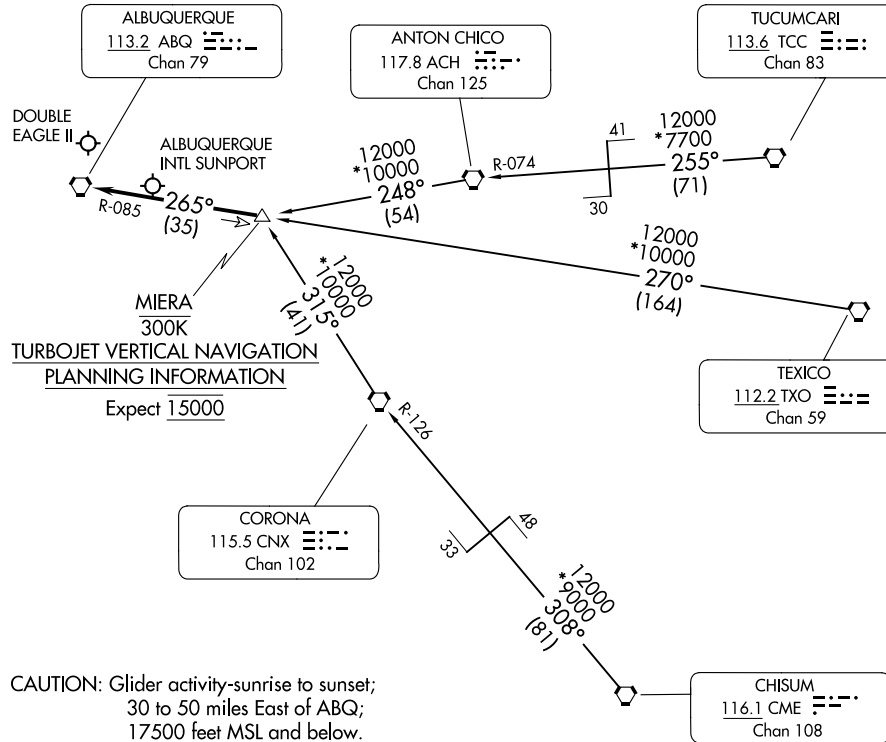 ALBUQUERQUE
113.2 ABQ
Chan 79
ANTON CHICO
117.8 ACH
Chan 125
TUCUMCARI
113.6 TCC
Chan 83
DOUBLE
EAGLE II
ALBUQUERQUE
INTL SUNPORT
R-085
265°
(35)
12000
*10000
248°
(54)
R-074
41
30
12000
*7700
255°
(71)
12000
*10000
270°
(164)
12000
*10000
315°
(41)
MIERA
300K
TURBOJET VERTICAL NAVIGATION
PLANNING INFORMATION
Expect 15000
TEXICO
112.2 TXO
Chan 59
R-126
CORONA
115.5 CNX
Chan 102
33
48
12000
*9000
308°
(81)
CAUTION: Glider activity-sunrise to sunset;
30 to 50 miles East of ABQ;
17500 feet MSL and below.
CHISUM
116.1 CME
Chan 108